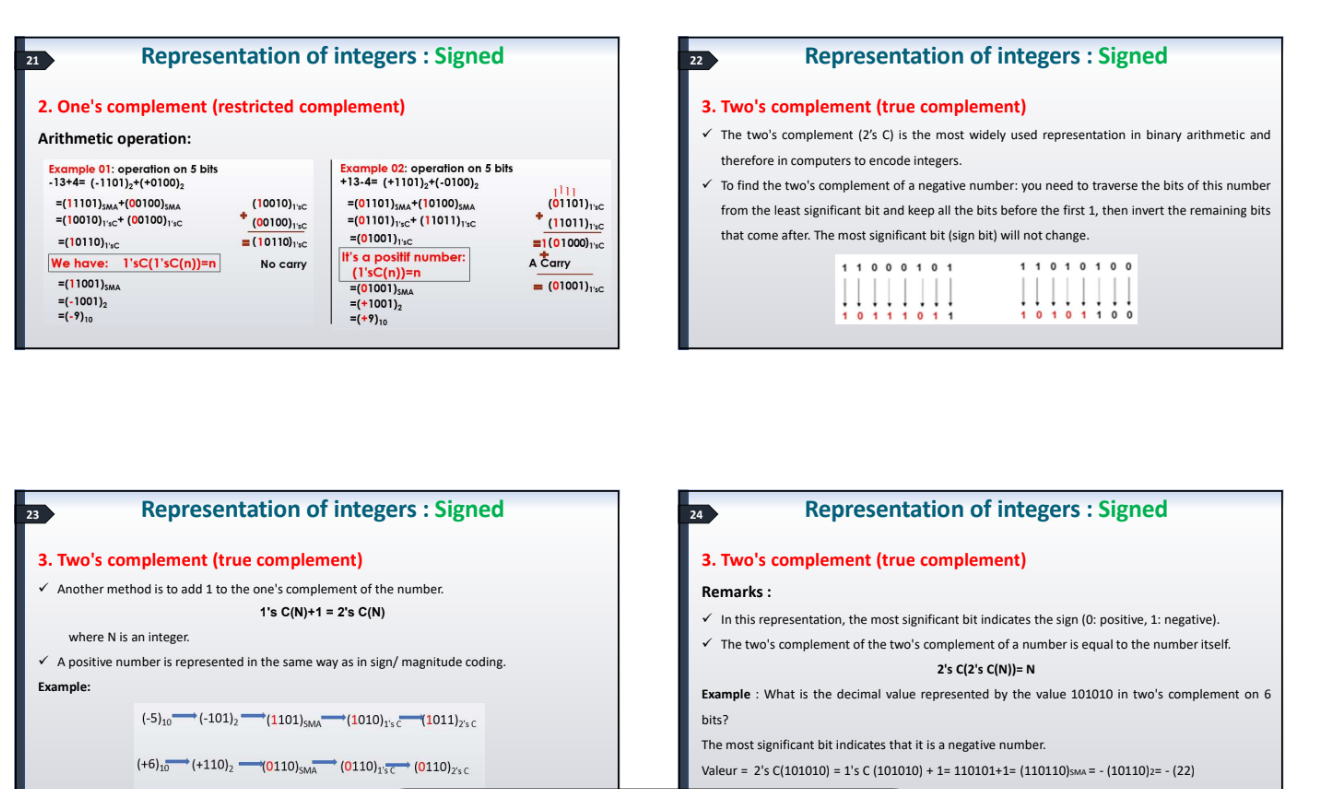 21
Representation of integers : Signed
2. One's complement (restricted complement)
Arithmetic operation:
Example 01: operation on 5 bits
-13+4= (-1101)₂+(+0100)₂
=(11101)SMA+(00100)SMA
=(10010)1'sC+ (00100)1'sC
=(10110)1'sC
We have: 1'sC(1'sC(n))=n
=(11001)SMA
=(-1001)₂
=(-9)₁₀
(10010)1'sC
+ (00100)1'sC
= (10110)1'sC
No carry
Example 02: operation on 5 bits
+13-4= (+1101)₂+(-0100)₂
=(01101)SMA+(10100)SMA
=(01101)1'sC+ (11011)1'sC
=(01001)1'sC
It's a positif number:
(1'sC(n))=n
=(01001)SMA
=(+1001)₂
=(+9)₁₀
1111
(01101)1'sC
+ (11011)1'sC
=1(01000)1'sC
+
A Carry
= (01001)1'sC
22
Representation of integers : Signed
3. Two's complement (true complement)
✓ The two's complement (2's C) is the most widely used representation in binary arithmetic and
therefore in computers to encode integers.
✓ To find the two's complement of a negative number: you need to traverse the bits of this number
from the least significant bit and keep all the bits before the first 1, then invert the remaining bits
that come after. The most significant bit (sign bit) will not change.
1 1 0 0 0 1 0 1
1 0 1 1 1 0 1 1
1 1 0 1 0 1 0 0
1 0 1 0 1 1 0 0
23
Representation of integers : Signed
3. Two's complement (true complement)
✓ Another method is to add 1 to the one's complement of the number.
1's C(N)+1 = 2's C(N)
where N is an integer.
✓ A positive number is represented in the same way as in sign/ magnitude coding.
Example:
(-5)₁₀ → (-101)₂ → (1101)SMA → (1010)1's C → (1011)2's C
(+6)₁₀ → (+110)₂ → (0110)SMA → (0110)1's C → (0110)2's C
24
Representation of integers : Signed
3. Two's complement (true complement)
Remarks :
✓ In this representation, the most significant bit indicates the sign (0: positive, 1: negative).
✓ The two's complement of the two's complement of a number is equal to the number itself.
2's C(2's C(N))= N
Example : What is the decimal value represented by the value 101010 in two's complement on 6
bits?
The most significant bit indicates that it is a negative number.
Valeur = 2's C(101010) = 1's C (101010) + 1= 110101+1= (110110)SMA = - (10110)₂= - (22)